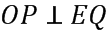 OP ⊥ EQ